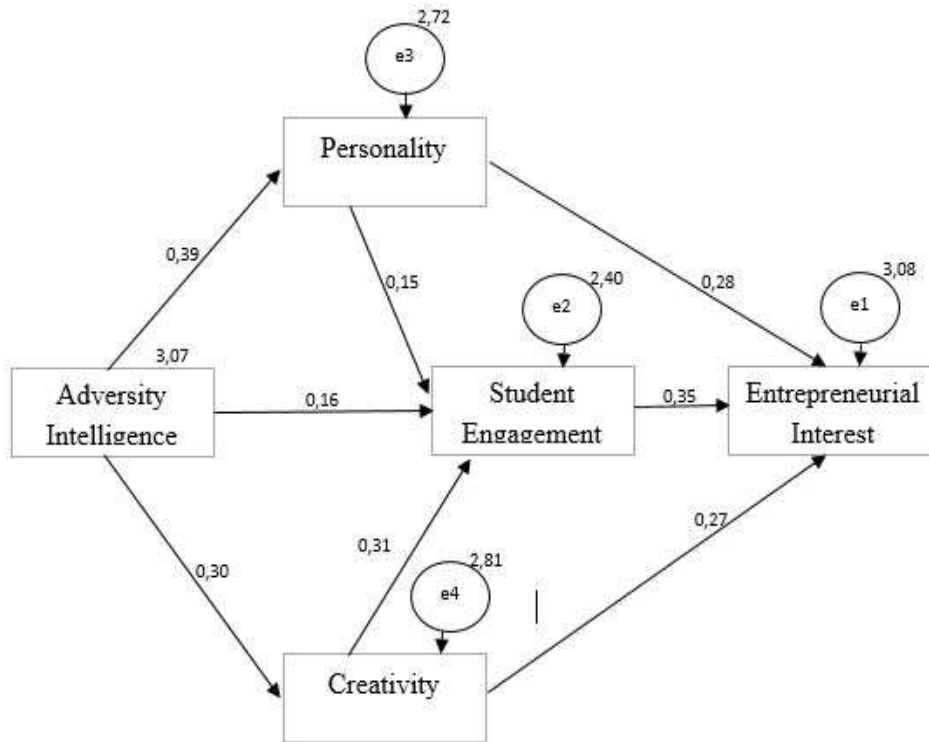 2,72
e3
Personality
0,39
0,15
0,28
2,40
e2
3,08
e1
3,07
Adversity
Intelligence
0,16
Student
Engagement
0,35
Entrepreneurial
Interest
0,30
0,31
0,27
2,81
e4
Creativity